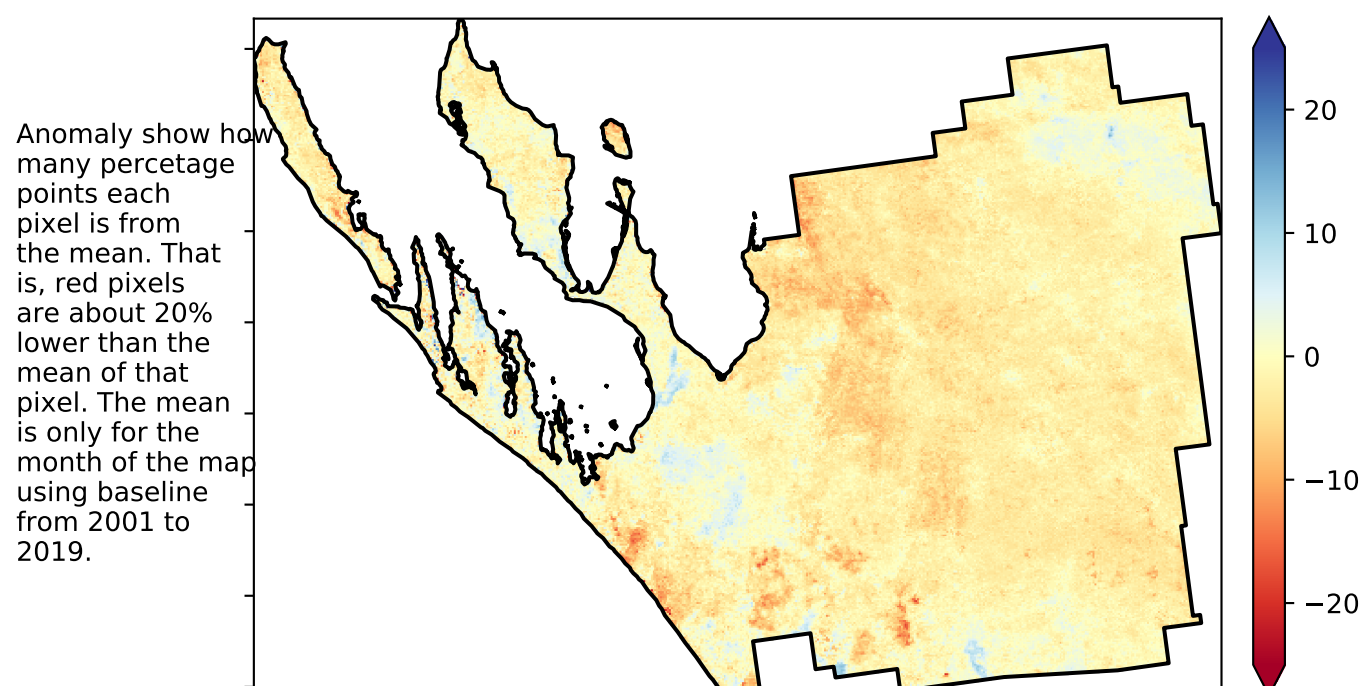 Anomaly show how
many percetage
points each
pixel is from
the mean. That
is, red pixels
are about 20%
lower than the
mean of that
pixel. The mean
is only for the
month of the map
using baseline
from 2001 to
2019.
20
10
0
−10
−20